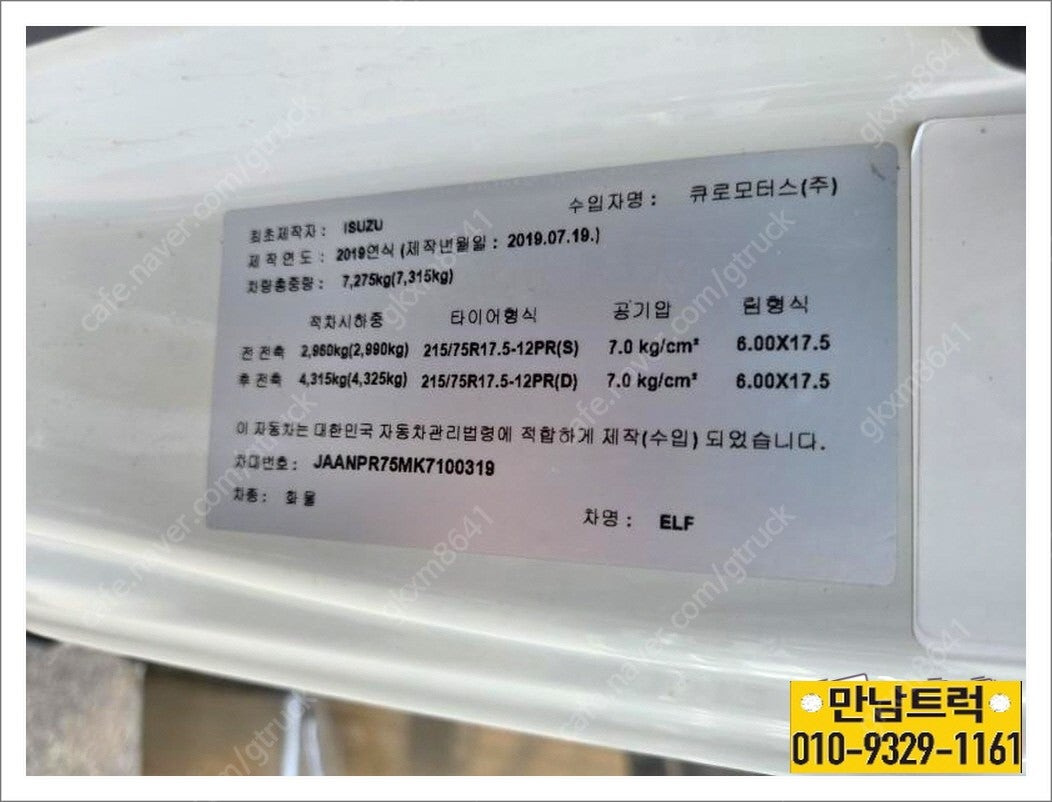 최초제작자 : ISUZU
수입자명 : 큐로모터스(주)
제작연도 : 2019연식 (제작년월일 : 2019.07.19.)
차량총중량 : 7,275kg(7,315kg)
적차시하중 타이어형식 공기압 림형식
전 전축 2,960kg(2,990kg) 215/75R17.5-12PR(S) 7.0 kg/cm² 6.00X17.5
후 전축 4,315kg(4,325kg) 215/75R17.5-12PR(D) 7.0 kg/cm² 6.00X17.5
이 자동차는 대한민국 자동차관리법령에 적합하게 제작(수입) 되었습니다.
차대번호 : JAANPR75MK7100319
차종 : 화물
차명 : ELF
만남트럭
010-9329-1161
cafe.naver.com/gtruck
gkxm8641